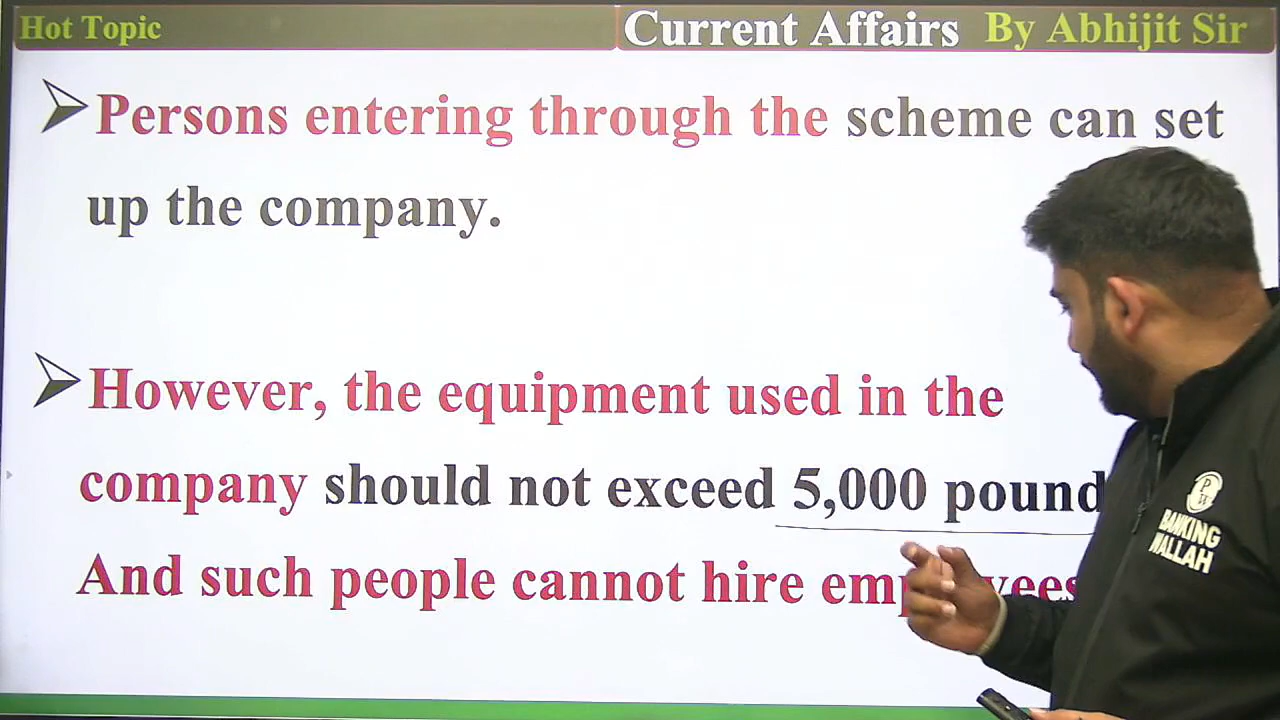 Hot Topic
Current Affairs By Abhijit Sir
Persons entering through the scheme can set
up the company.
However, the equipment used in the
company should not exceed 5,000 pound
And such people cannot hire
PW
BANKING
WALLAH